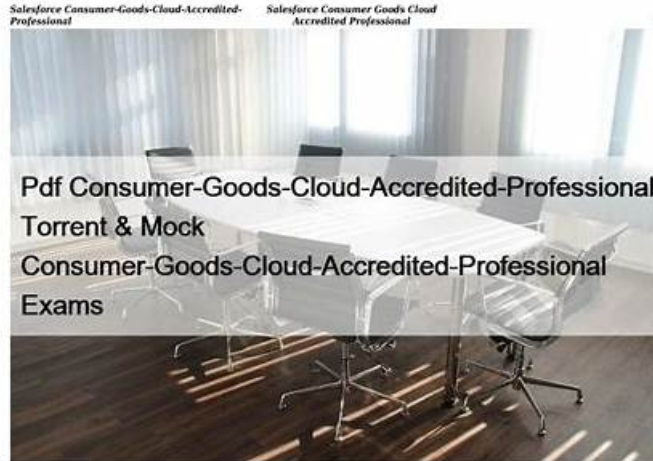 Salesforce Consumer-Goods-Cloud-Accredited-
Professional
Salesforce Consumer Goods Cloud
Accredited Professional
Pdf Consumer-Goods-Cloud-Accredited-Professional
Torrent & Mock
Consumer-Goods-Cloud-Accredited-Professional
Exams